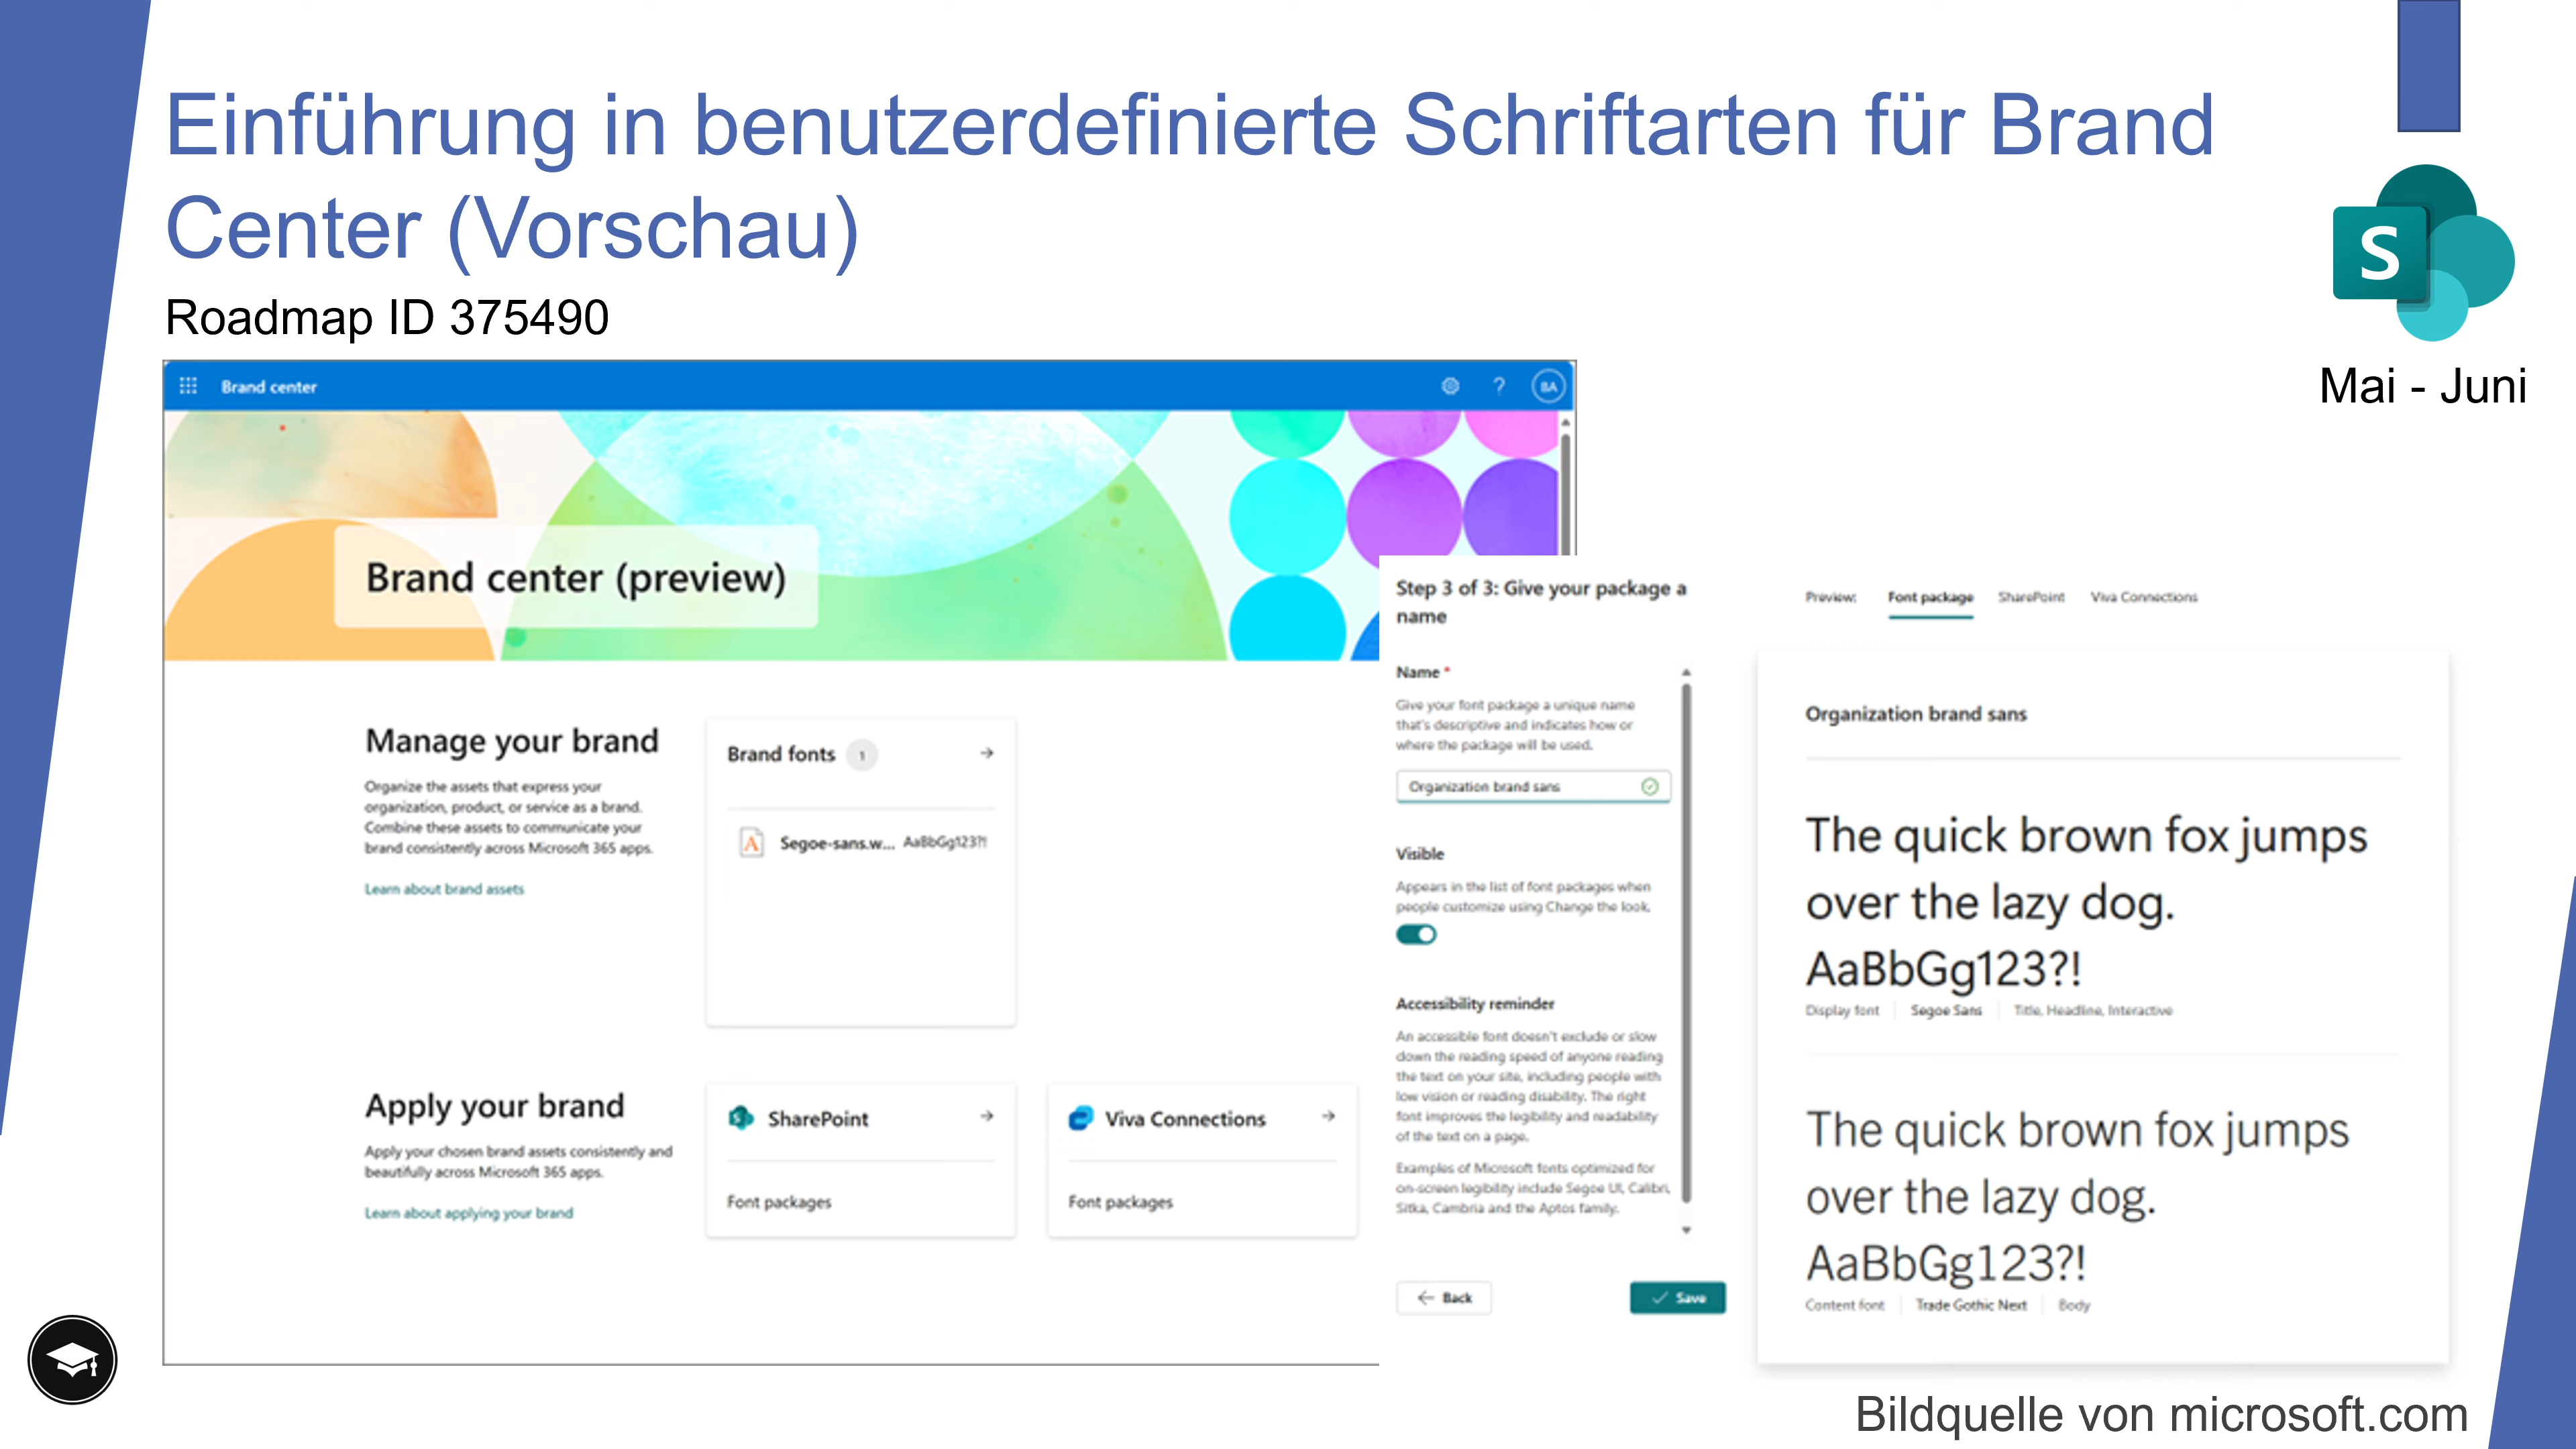 Einführung in benutzerdefinierte Schriftarten für Brand
Center (Vorschau)
Roadmap ID 375490
S
Mai - Juni
Brand center
?
BA
Brand center (preview)
Manage your brand
Organize the assets that express your
organization, product, or service as a brand.
Combine these assets to communicate your
brand consistently across Microsoft 365 apps.
Learn about brand assets
Brand fonts 1
A Segoe-sans.w... AaBbGg123?!
Apply your brand
Apply your chosen brand assets consistently and
beautifully across Microsoft 365 apps.
Learn about applying your brand
S SharePoint
Font packages
Viva Connections
Font packages
Step 3 of 3: Give your package a
name
Name *
Give your font package a unique name
that's descriptive and indicates how or
where the package will be used.
Organization brand sans
Visible
Appears in the list of font packages when
people customize using Change the look.
Accessibility reminder
An accessible font doesn't exclude or slow
down the reading speed of anyone reading
the text on your site, including people with
low vision or reading disability. The right
font improves the legibility and readability
of the text on a page.
Examples of Microsoft fonts optimized for
on-screen legibility include Segoe UI, Calibri,
Sitka, Cambria and the Aptos family.
Back
Save
Preview: Font package SharePoint Viva Connections
Organization brand sans
The quick brown fox jumps
over the lazy dog.
AaBbGg123?!
Display font Segoe Sans Title, Headline, Interactive
The quick brown fox jumps
over the lazy dog.
AaBbGg123?!
Content font Trade Gothic Next Body
Bildquelle von microsoft.com